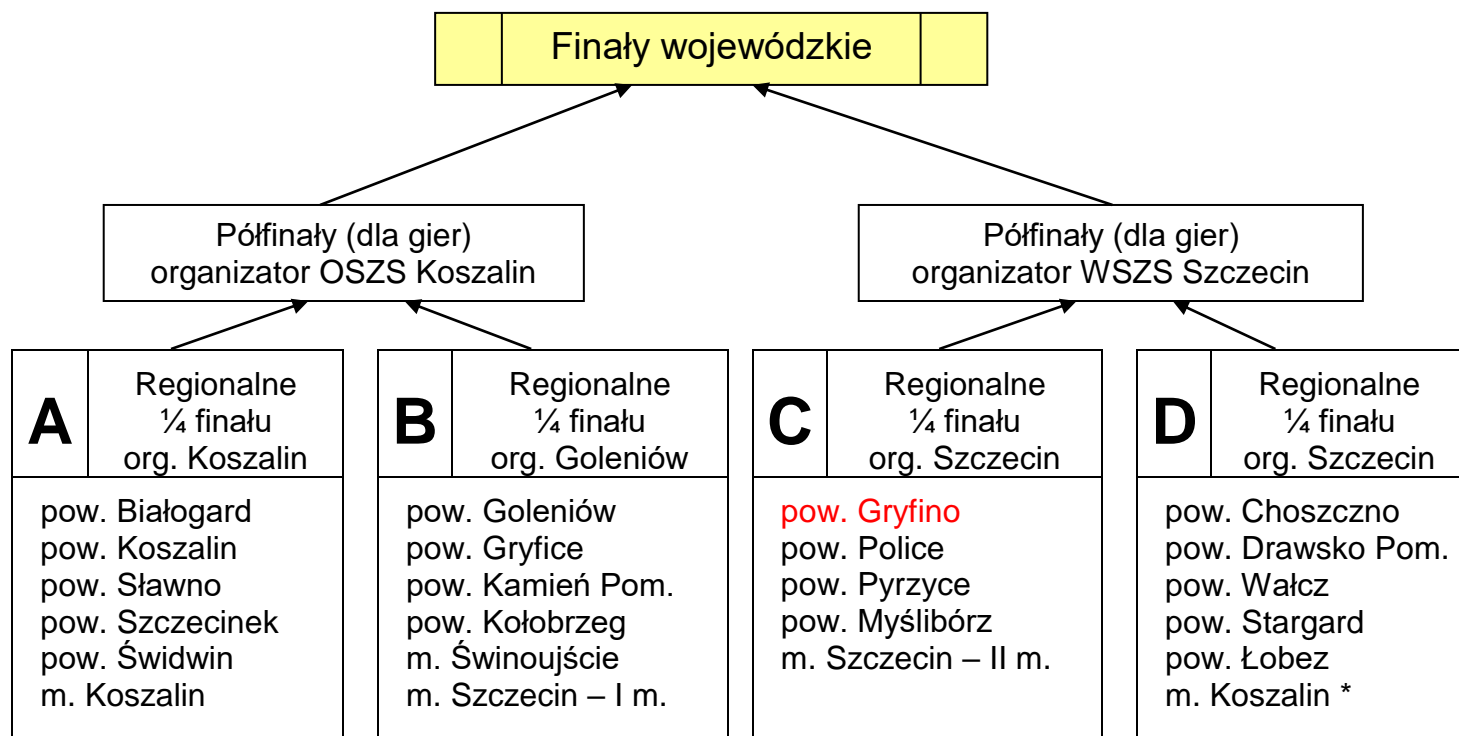 Finały wojewódzkie
Półfinały (dla gier)
organizator OSZS Koszalin
Półfinały (dla gier)
organizator WSZS Szczecin
A
Regionalne
¼ finału
org. Koszalin
pow. Białogard
pow. Koszalin
pow. Sławno
pow. Szczecinek
pow. Świdwin
m. Koszalin
B
Regionalne
¼ finału
org. Goleniów
pow. Goleniów
pow. Gryfice
pow. Kamień Pom.
pow. Kołobrzeg
m. Świnoujście
m. Szczecin – I m.
C
Regionalne
¼ finału
org. Szczecin
pow. Gryfino
pow. Police
pow. Pyrzyce
pow. Myślibórz
m. Szczecin – II m.
D
Regionalne
¼ finału
org. Szczecin
pow. Choszczno
pow. Drawsko Pom.
pow. Wałcz
pow. Stargard
pow. Łobez
m. Koszalin *